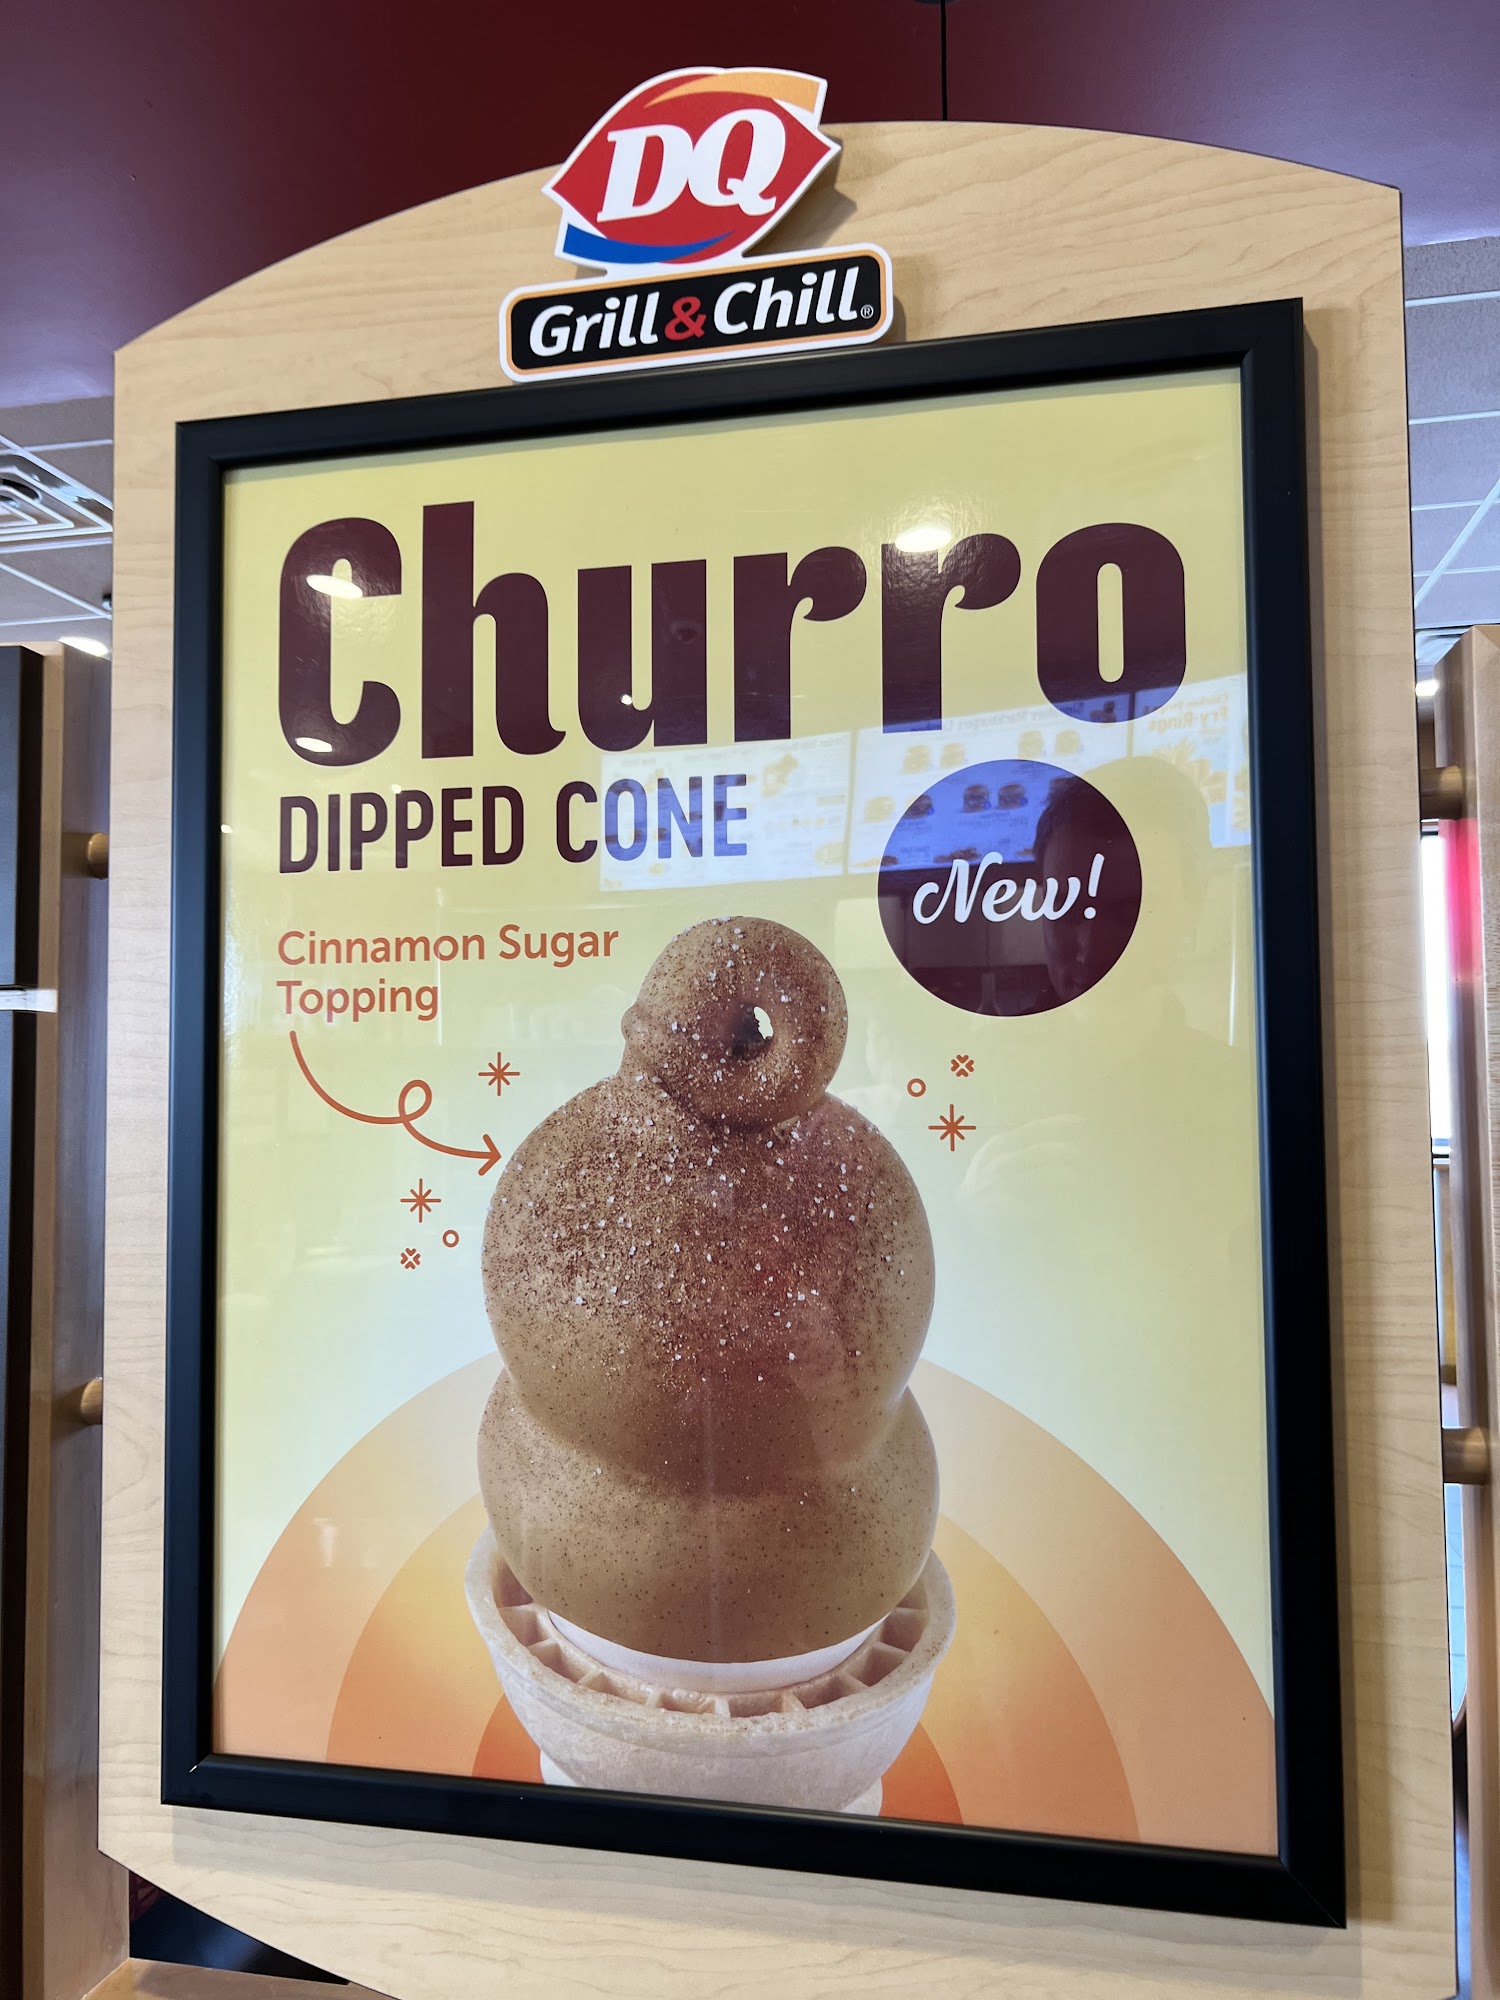 DQ
Grill & Chill®
Churro
DIPPED CONE
New!
Cinnamon Sugar
Topping